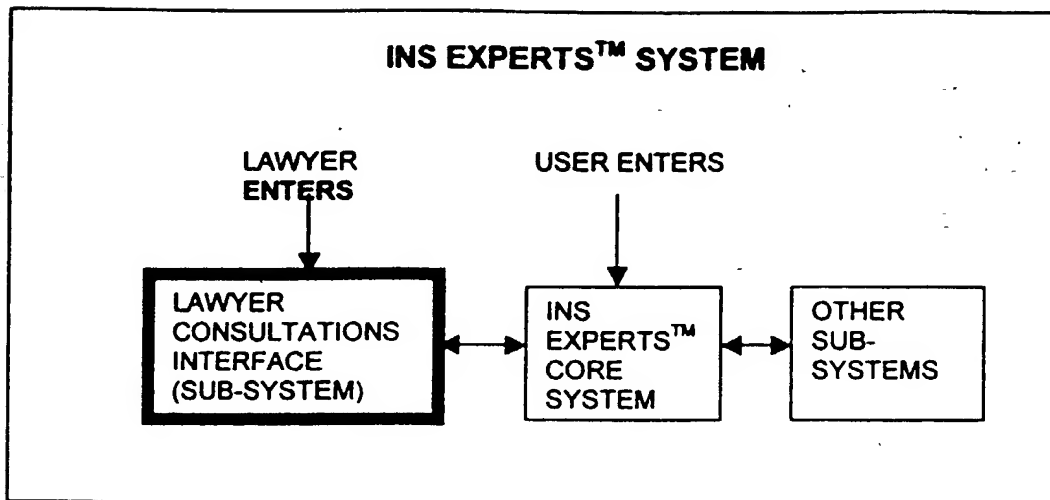 INS EXPERTS™ SYSTEM
LAWYER
ENTERS
USER ENTERS
LAWYER
CONSULTATIONS
INTERFACE
(SUB-SYSTEM)
INS
EXPERTS™
CORE
SYSTEM
OTHER
SUB-
SYSTEMS